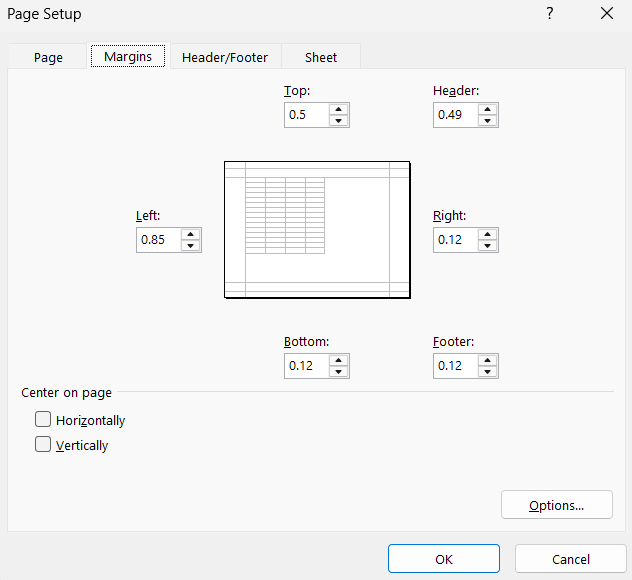 Page Setup
? ×
Page Margins Header/Footer Sheet
Top: Header:
0.5 0.49
Left: Right:
0.85 0.12
Bottom: Footer:
0.12 0.12
Center on page
Horizontally
Vertically
Options...
OK Cancel